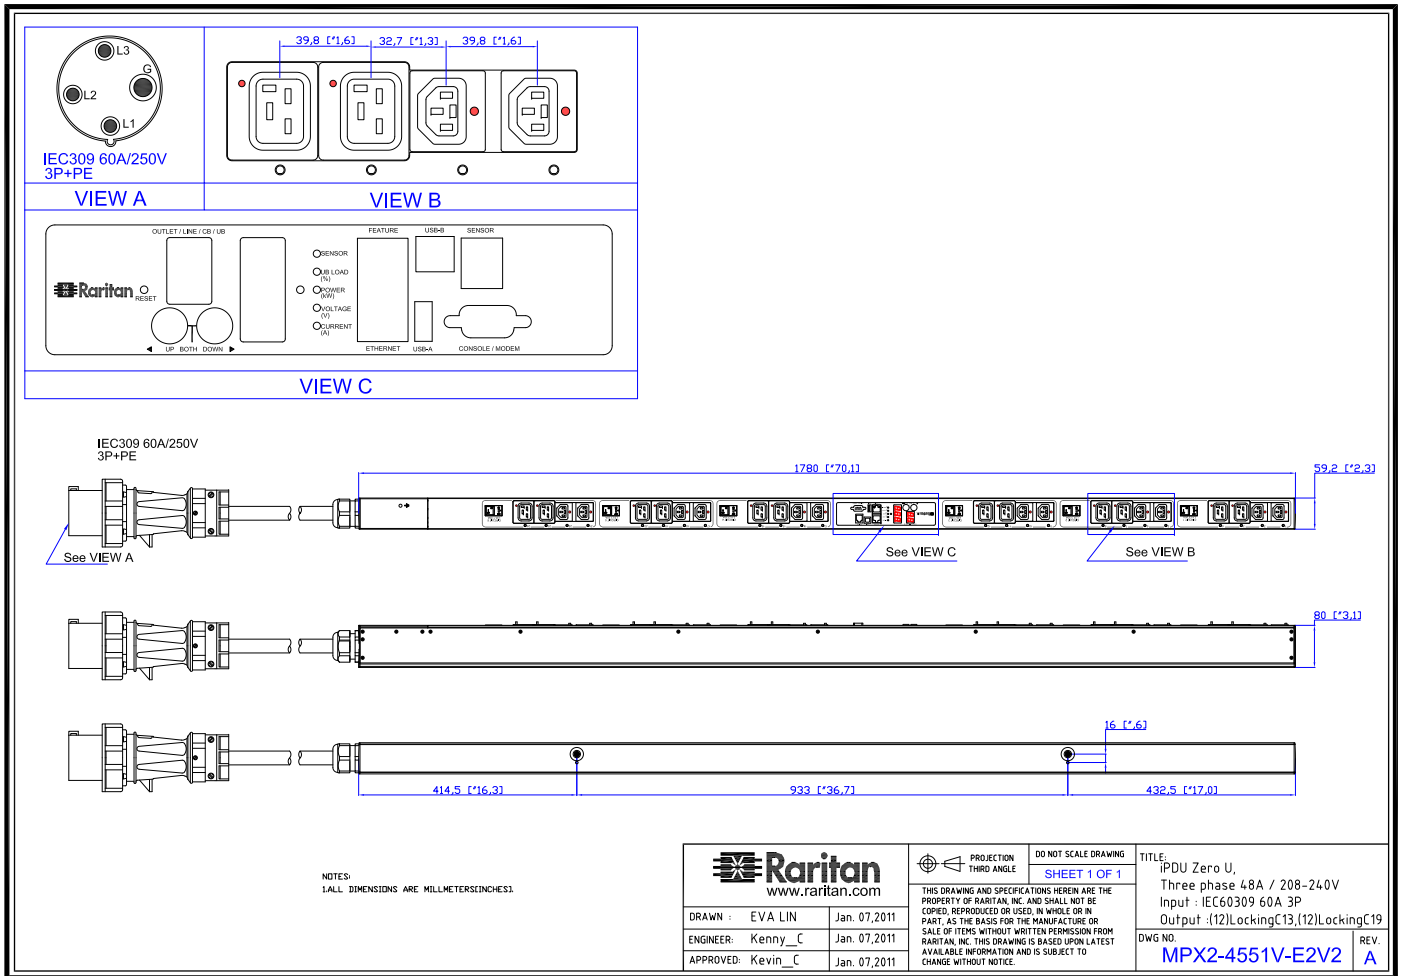 L3
G
L2
L1
IEC309 60A/250V
3P+PE
VIEW A
39,8 ["1,6]
32,7 ["1,3]
39,8 ["1,6]
VIEW B
OUTLET / LINE / CB / UB
FEATURE
USB-B
SENSOR
Raritan
RESET
SENSOR
UB LOAD
(%)
POWER
(kW)
VOLTAGE
(V)
CURRENT
(A)
UP BOTH DOWN
ETHERNET
USB-A
CONSOLE / MODEM
VIEW C
IEC309 60A/250V
3P+PE
1780 ["70,1]
59,2 ["2,3]
See VIEW A
See VIEW C
See VIEW B
80 ["3,1]
16 [",6]
414,5 ["16,3]
933 ["36,7]
432,5 ["17,0]
NOTES:
1.ALL DIMENSIONS ARE MILLMETERS[INCHES].
Raritan
www.raritan.com
DRAWN : EVA LIN Jan. 07,2011
ENGINEER: Kenny_C Jan. 07,2011
APPROVED: Kevin_C Jan. 07,2011
PROJECTION
THIRD ANGLE
DO NOT SCALE DRAWING
SHEET 1 OF 1
THIS DRAWING AND SPECIFICATIONS HEREIN ARE THE
PROPERTY OF RARITAN, INC. AND SHALL NOT BE
COPIED, REPRODUCED OR USED, IN WHOLE OR IN
PART, AS THE BASIS FOR THE MANUFACTURE OR
SALE OF ITEMS WITHOUT WRITTEN PERMISSION FROM
RARITAN, INC. THIS DRAWING IS BASED UPON LATEST
AVAILABLE INFORMATION AND IS SUBJECT TO
CHANGE WITHOUT NOTICE.
TITLE:
iPDU Zero U,
Three phase 48A / 208-240V
Input : IEC60309 60A 3P
Output :(12)LockingC13,(12)LockingC19
DWG NO.
MPX2-4551V-E2V2
REV.
A